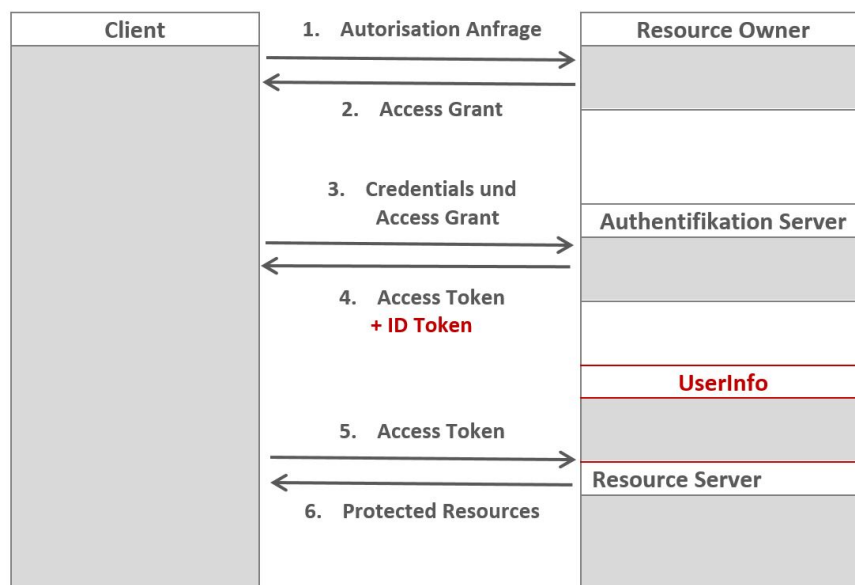 Client
1. Autorisation Anfrage
Resource Owner
2. Access Grant
3. Credentials und
Access Grant
Authentifikation Server
4. Access Token
+ ID Token
UserInfo
5. Access Token
Resource Server
6. Protected Resources